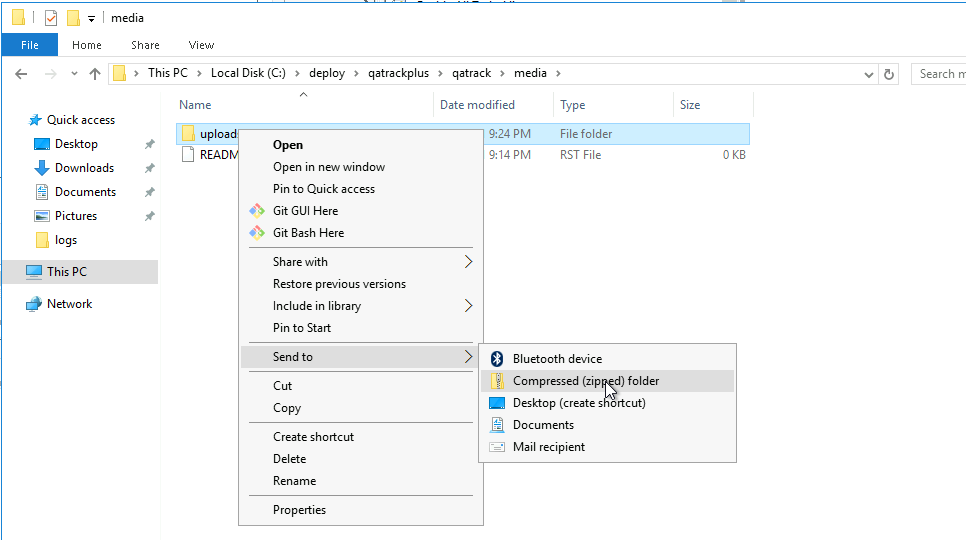 media
File Home Share View
This PC Local Disk (C:) deploy qatrackplus qatrack media
Search m
Name Date modified Type Size
Quick access
Desktop
Downloads
Documents
Pictures
logs
This PC
Network
upload 9:24 PM File folder
READM 9:14 PM RST File 0 KB
Open
Open in new window
Pin to Quick access
Git GUI Here
Git Bash Here
Share with
Restore previous versions
Include in library
Pin to Start
Send to
Cut
Copy
Create shortcut
Delete
Rename
Properties
Bluetooth device
Compressed (zipped) folder
Desktop (create shortcut)
Documents
Mail recipient